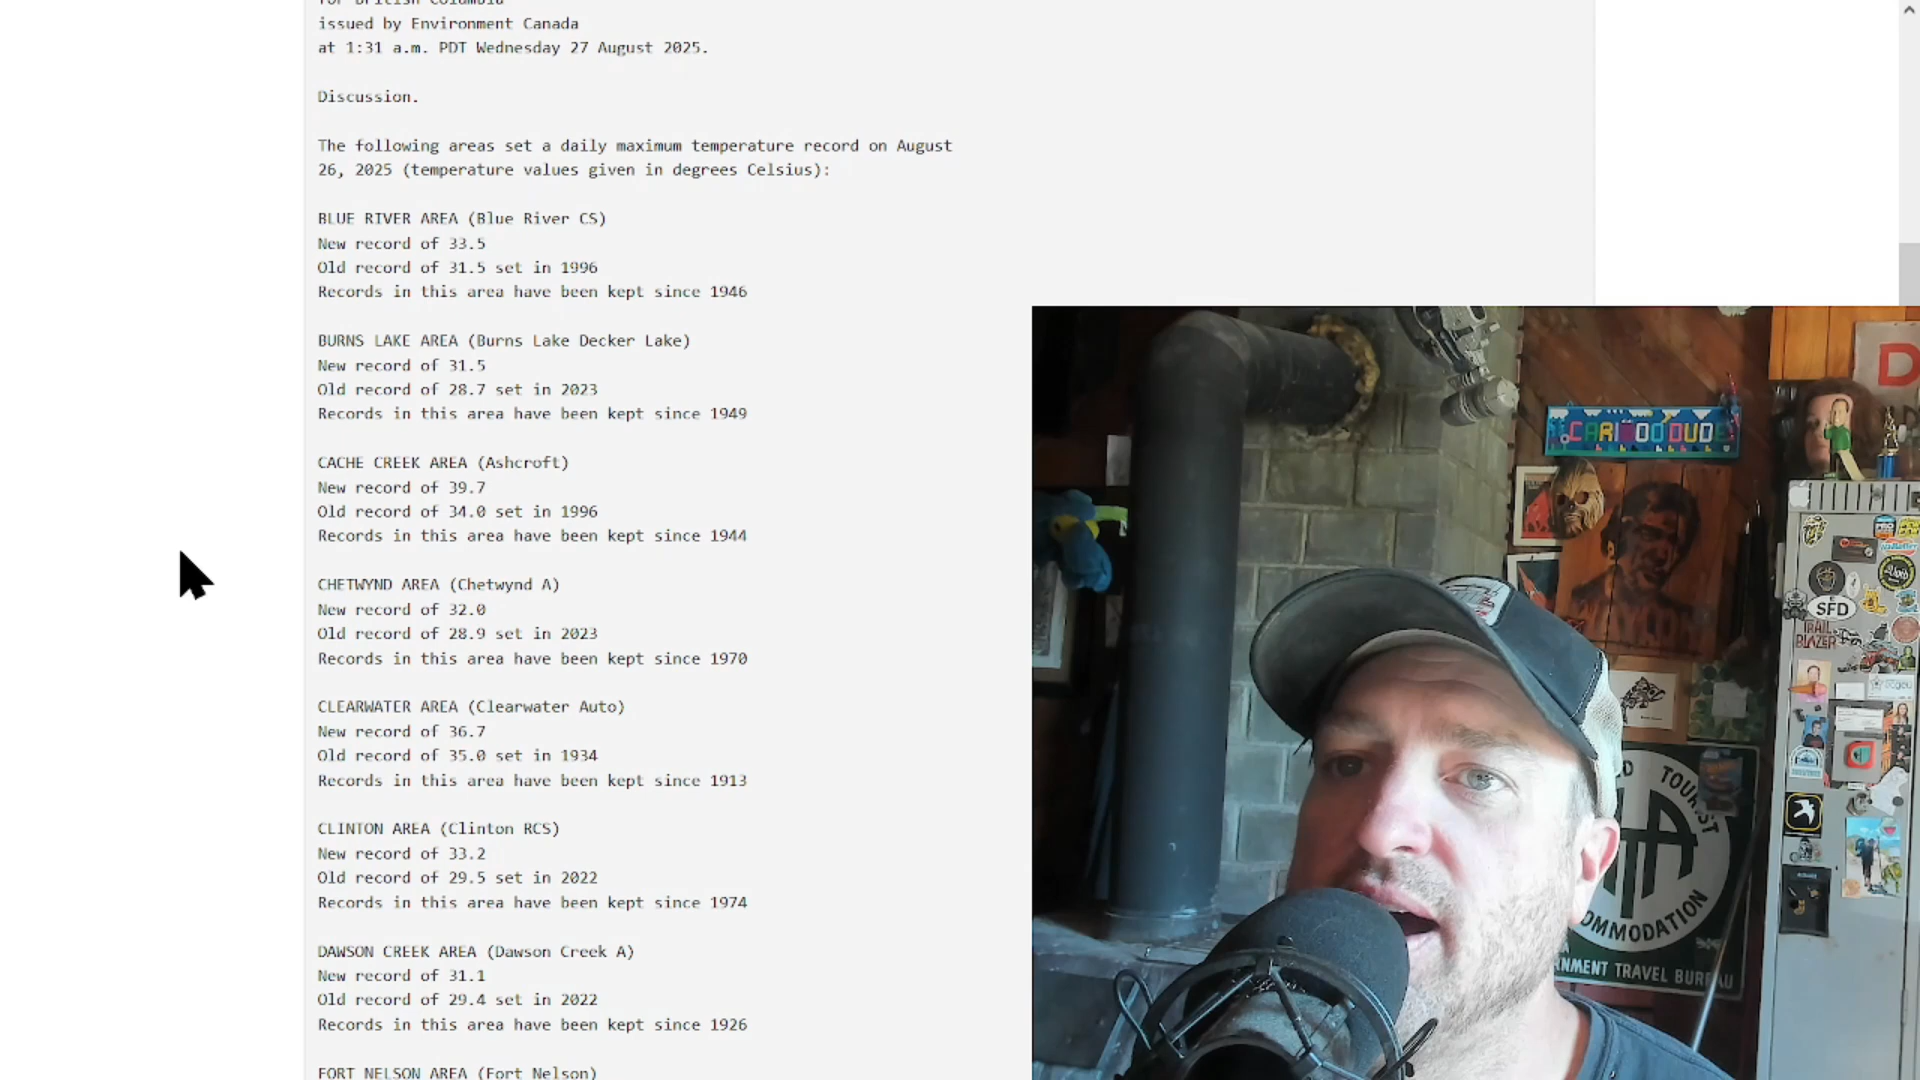 for British Columbia
issued by Environment Canada
at 1:31 a.m. PDT Wednesday 27 August 2025.
Discussion.
The following areas set a daily maximum temperature record on August
26, 2025 (temperature values given in degrees Celsius):
BLUE RIVER AREA (Blue River CS)
New record of 33.5
Old record of 31.5 set in 1996
Records in this area have been kept since 1946
BURNS LAKE AREA (Burns Lake Decker Lake)
New record of 31.5
Old record of 28.7 set in 2023
Records in this area have been kept since 1949
CACHE CREEK AREA (Ashcroft)
New record of 39.7
Old record of 34.0 set in 1996
Records in this area have been kept since 1944
CHETWYND AREA (Chetwynd A)
New record of 32.0
Old record of 28.9 set in 2023
Records in this area have been kept since 1970
CLEARWATER AREA (Clearwater Auto)
New record of 36.7
Old record of 35.0 set in 1934
Records in this area have been kept since 1913
CLINTON AREA (Clinton RCS)
New record of 33.2
Old record of 29.5 set in 2022
Records in this area have been kept since 1974
DAWSON CREEK AREA (Dawson Creek A)
New record of 31.1
Old record of 29.4 set in 2022
Records in this area have been kept since 1926
FORT NELSON AREA (Fort Nelson)
D
CARIBOO DUDE
SFD
TRAIL
BLAZER
TOURIST
OMMODATION
RNMENT TRAVEL BUREAU